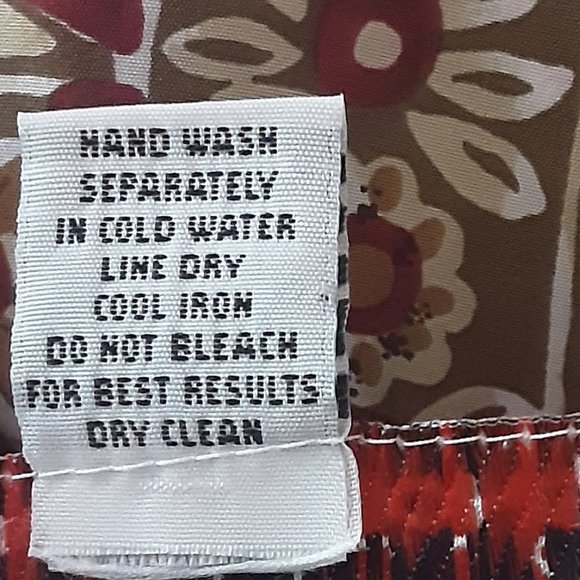 HAND WASH
SEPARATELY
IN COLD WATER
LINE DRY
COOL IRON
DO NOT BLEACH
FOR BEST RESULTS
DRY CLEAN